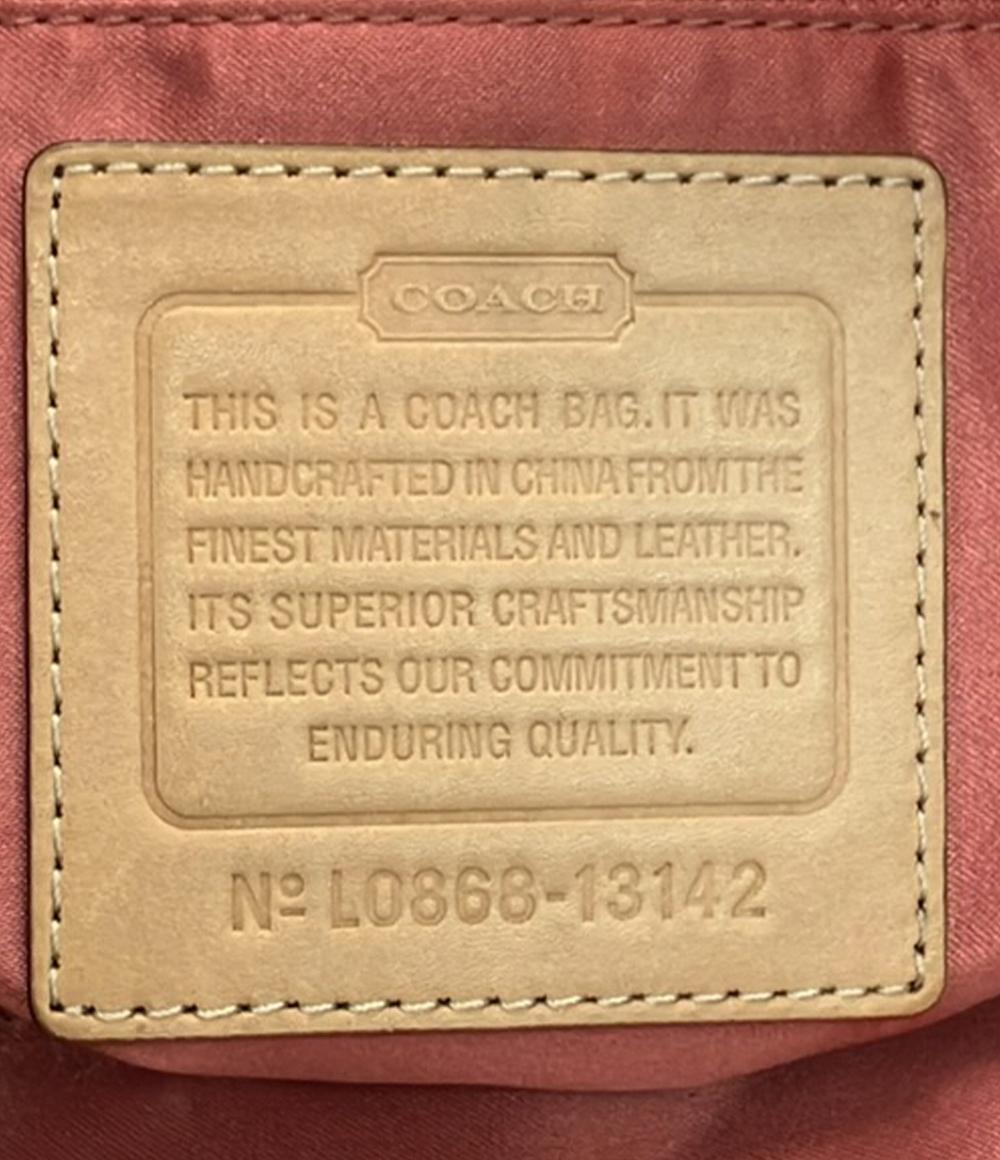 COACH
THIS IS A COACH BAG. IT WAS
HANDCRAFTED IN CHINA FROM THE
FINEST MATERIALS AND LEATHER.
ITS SUPERIOR CRAFTSMANSHIP
REFLECTS OUR COMMITMENT TO
ENDURING QUALITY.
Nº L0868-13142